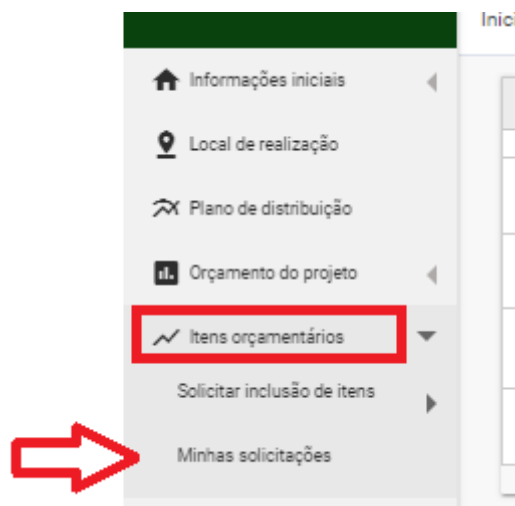 Inici
Informações iniciais
Local de realização
Plano de distribuição
Orçamento do projeto
Itens orçamentários
Solicitar inclusão de itens
Minhas solicitações